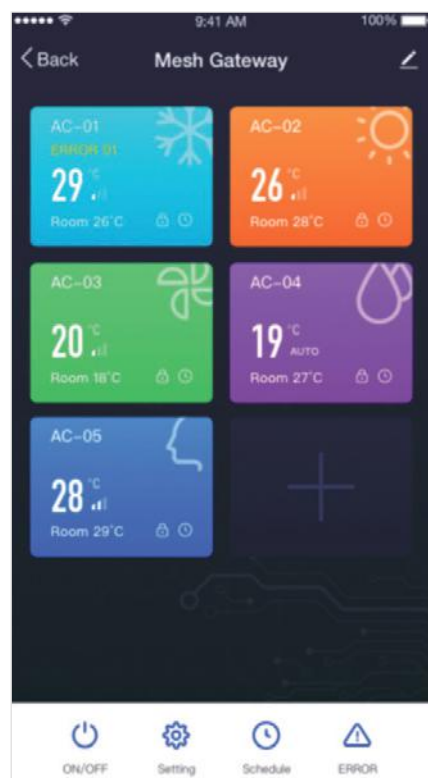 9:41 AM 100%
Back Mesh Gateway
AC-01
ERROR 01
29 °C
Room 26°C
AC-02
26 °C
Room 28°C
AC-03
20 °C
Room 18°C
AC-04
19 °C
AUTO
Room 27°C
AC-05
28 °C
Room 29°C
ON/OFF Setting Schedule ERROR